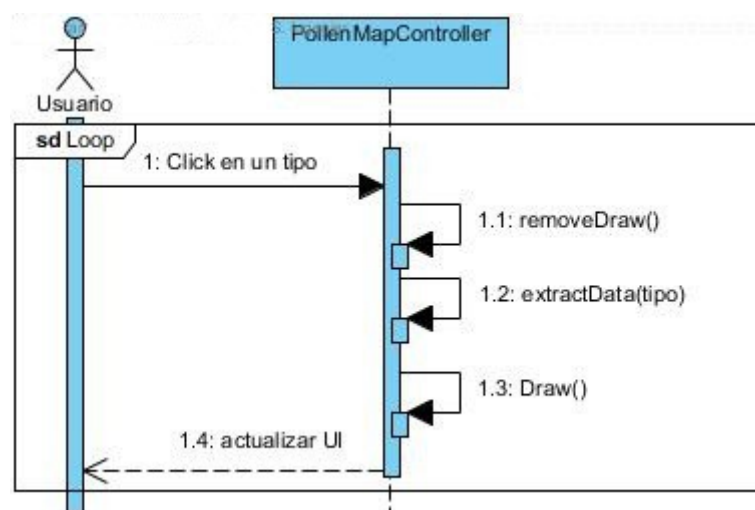 PollenMapController
Usuario
sd Loop
1: Click en un tipo
1.1: removeDraw()
1.2: extractData(tipo)
1.3: Draw()
1.4: actualizar UI